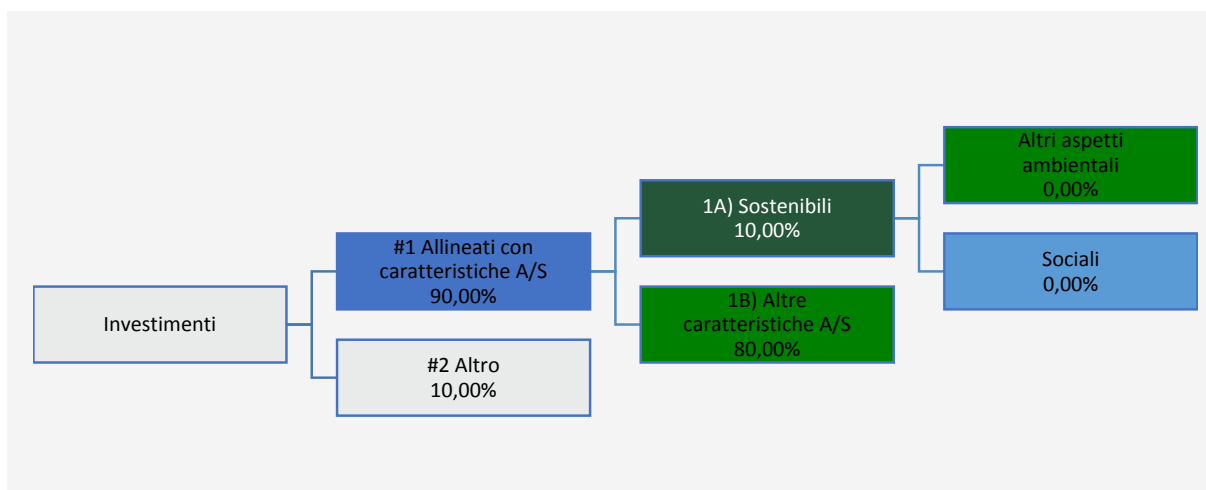 Investimenti
#1 Allineati con
caratteristiche A/S
90,00%
#2 Altro
10,00%
1A) Sostenibili
10,00%
1B) Altre
caratteristiche A/S
80,00%
Altri aspetti
ambientali
0,00%
Sociali
0,00%